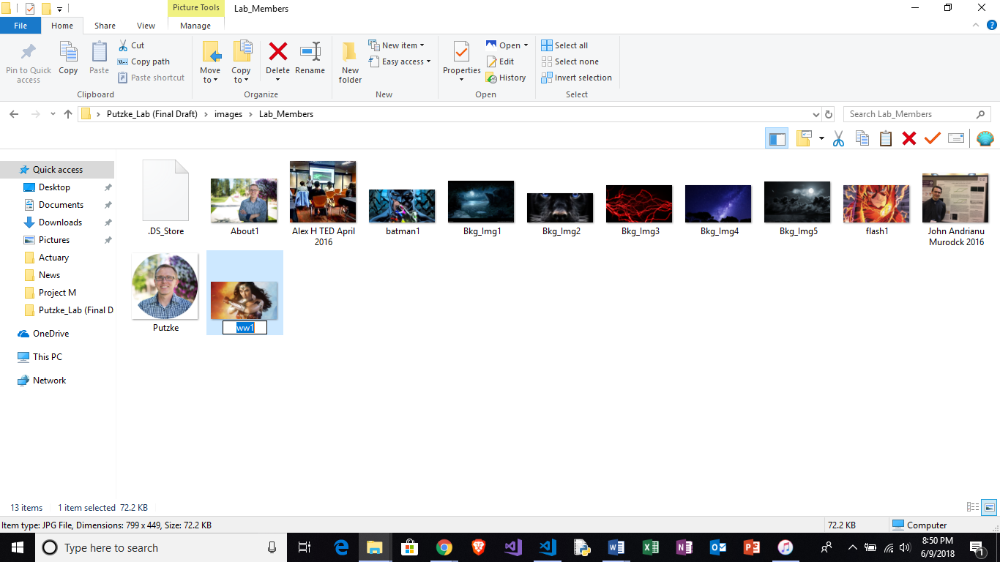 Picture Tools
Lab_Members
File
Home
Share
View
Manage
Pin to Quick access
Copy
Paste
Cut
Copy path
Paste shortcut
Clipboard
Move to
Copy to
Delete
Rename
Organize
New folder
New item
Easy access
New
Properties
Open
Edit
History
Open
Select all
Select none
Invert selection
Select
Putzke_Lab (Final Draft) > images > Lab_Members
Search Lab_Members
Quick access
Desktop
Documents
Downloads
Pictures
Actuary
News
Project M
Putzke_Lab (Final D
OneDrive
This PC
Network
.DS_Store
About1
Alex H TED April
2016
batman1
Bkg_Img1
Bkg_Img2
Bkg_Img3
Bkg_Img4
Bkg_Img5
flash1
John Andrianu
Murodck 2016
Putzke
ww1
13 items
1 item selected 72.2 KB
Item type: JPG File, Dimensions: 799 x 449, Size: 72.2 KB
72.2 KB
Computer
Type here to search
8:50 PM
6/9/2018
1